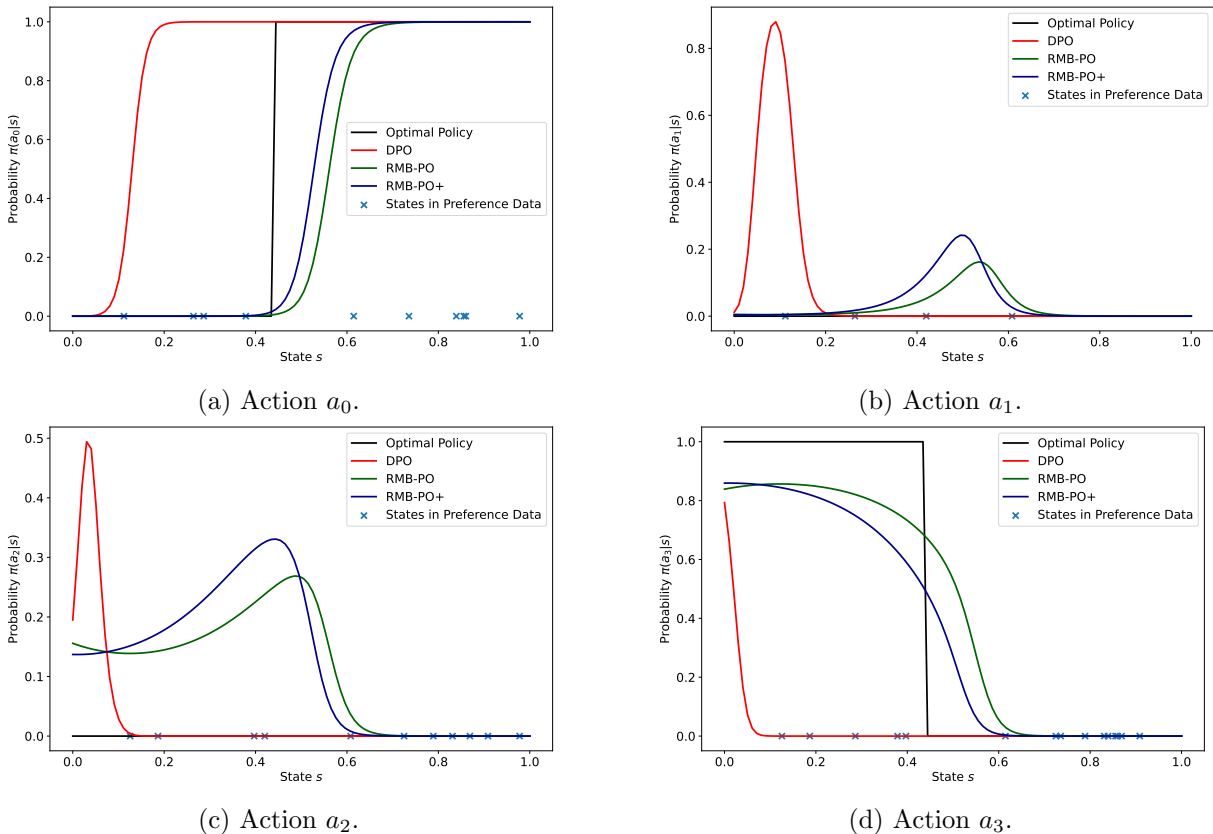 Probability π(a₀|s)
1.0
0.8
0.6
0.4
0.2
0.0
Optimal Policy
DPO
RMB-PO
RMB-PO+
States in Preference Data
0.0 0.2 0.4 0.6 0.8 1.0
State s
(a) Action a₀.
Probability π(a₁|s)
0.8
0.6
0.4
0.2
0.0
Optimal Policy
DPO
RMB-PO
RMB-PO+
States in Preference Data
0.0 0.2 0.4 0.6 0.8 1.0
State s
(b) Action a₁.
Probability π(a₂|s)
0.5
0.4
0.3
0.2
0.1
0.0
Optimal Policy
DPO
RMB-PO
RMB-PO+
States in Preference Data
0.0 0.2 0.4 0.6 0.8 1.0
State s
(c) Action a₂.
Probability π(a₃|s)
1.0
0.8
0.6
0.4
0.2
0.0
Optimal Policy
DPO
RMB-PO
RMB-PO+
States in Preference Data
0.0 0.2 0.4 0.6 0.8 1.0
State s
(d) Action a₃.